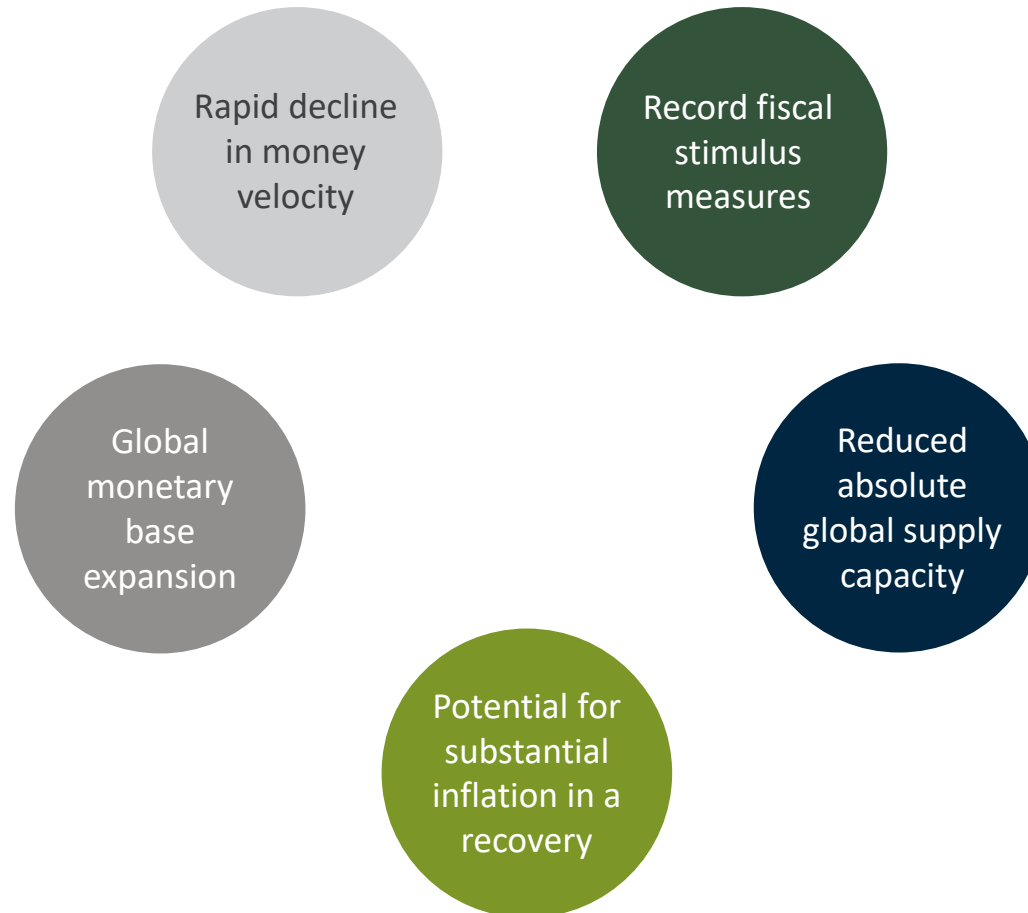 Rapid decline
in money
velocity
Record fiscal
stimulus
measures
Global
monetary
base
expansion
Reduced
absolute
global supply
capacity
Potential for
substantial
inflation in a
recovery